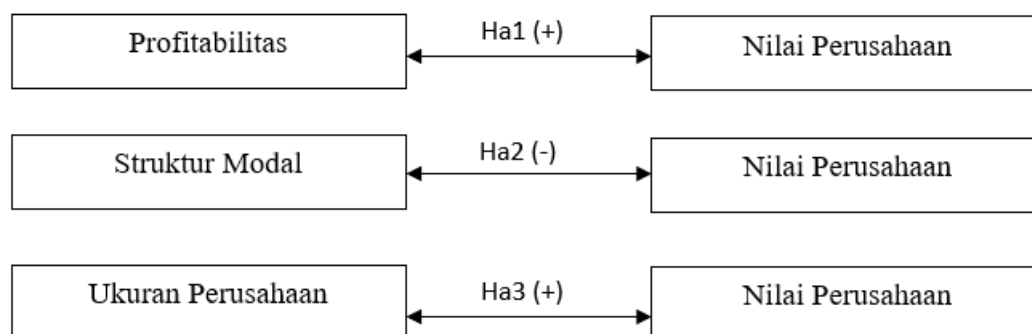 Profitabilitas
Ha1 (+)
Nilai Perusahaan
Struktur Modal
Ha2 (-)
Nilai Perusahaan
Ukuran Perusahaan
Ha3 (+)
Nilai Perusahaan